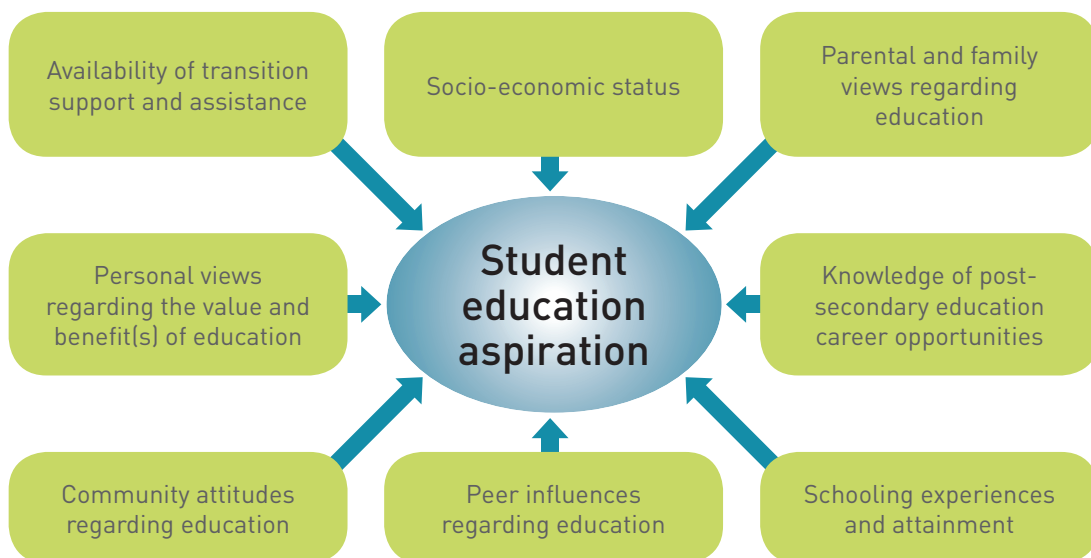 Availability of transition
support and assistance
Socio-economic status
Parental and family
views regarding
education
Personal views
regarding the value and
benefit(s) of education
Student
education
aspiration
Knowledge of post-
secondary education
career opportunities
Community attitudes
regarding education
Peer influences
regarding education
Schooling experiences
and attainment